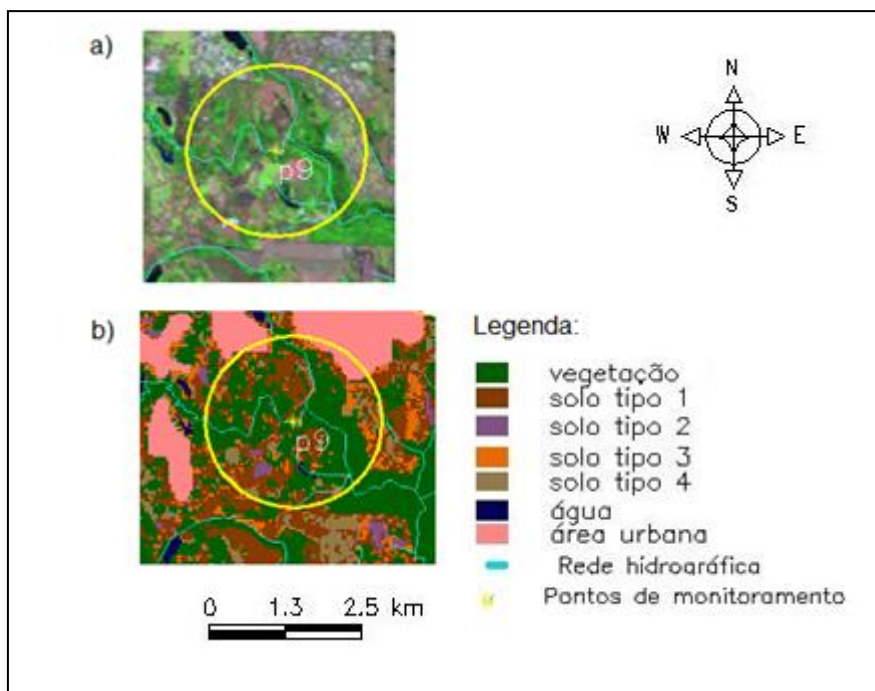 a)
p9
N
W E
S
b)
p9
Legenda:
vegetação
solo tipo 1
solo tipo 2
solo tipo 3
solo tipo 4
água
área urbana
Rede hidrográfica
Pontos de monitoramento
0 1.3 2.5 km